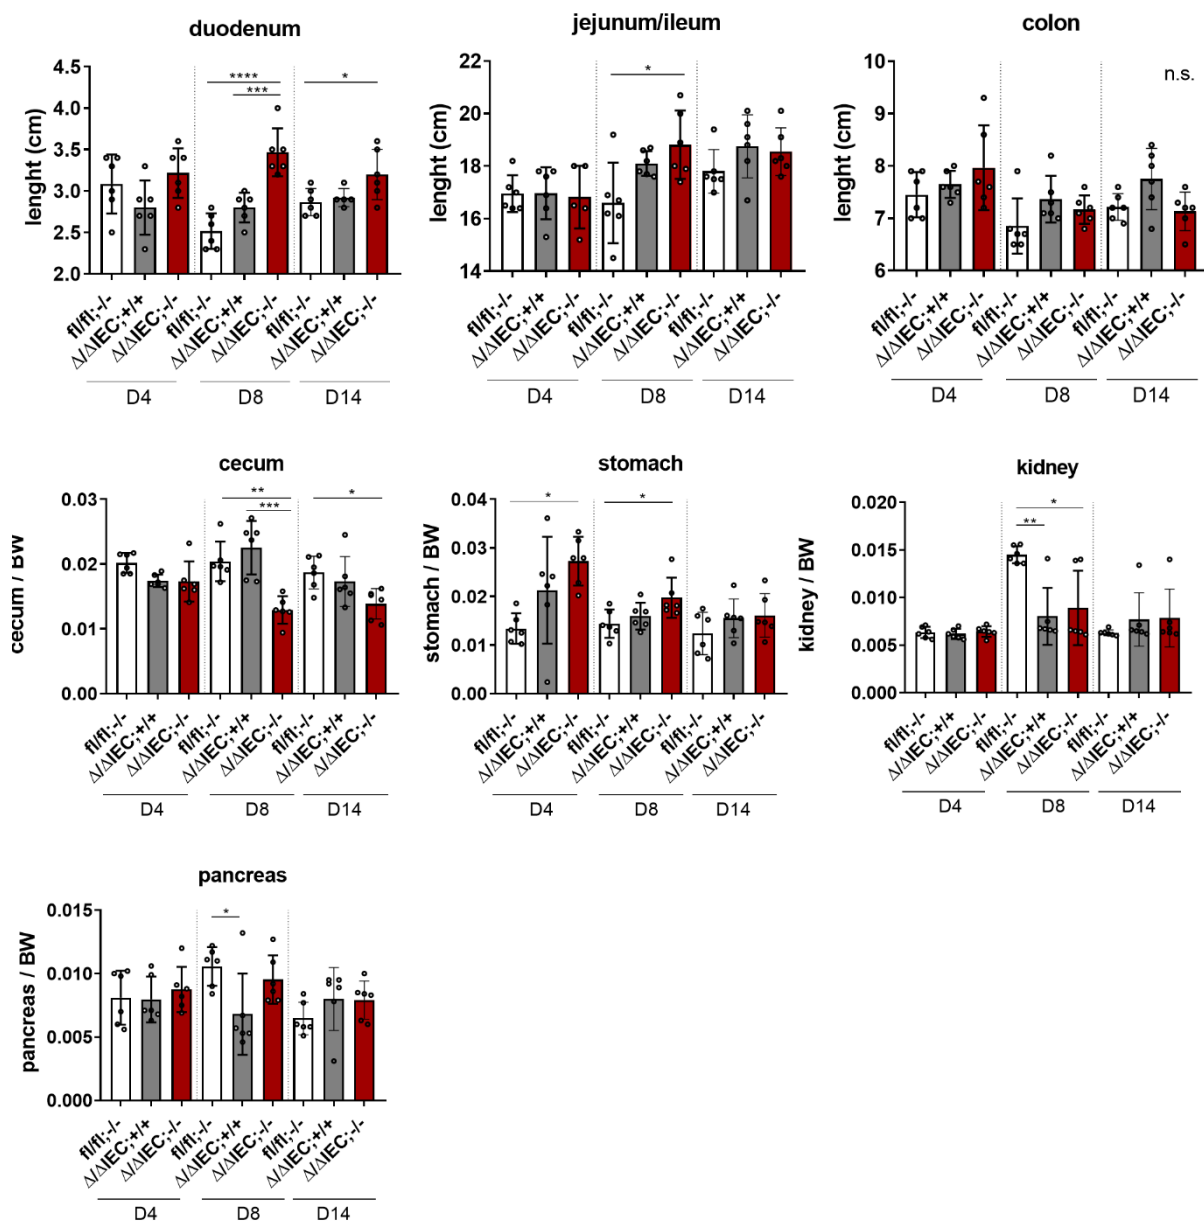 duodenum
lenght (cm)
4.5
4.0
3.5
3.0
2.5
2.0
****
***
*
fl/fl;-/-
Δ/ΔIEC;+/+
Δ/ΔIEC;-/-
fl/fl;-/-
Δ/ΔIEC;+/+
Δ/ΔIEC;-/-
fl/fl;-/-
Δ/ΔIEC;+/+
Δ/ΔIEC;-/-
D4
D8
D14
jejunum/ileum
lenght (cm)
22
20
18
16
14
*
fl/fl;-/-
Δ/ΔIEC;+/+
Δ/ΔIEC;-/-
fl/fl;-/-
Δ/ΔIEC;+/+
Δ/ΔIEC;-/-
fl/fl;-/-
Δ/ΔIEC;+/+
Δ/ΔIEC;-/-
D4
D8
D14
colon
lenght (cm)
10
9
8
7
6
n.s.
fl/fl;-/-
Δ/ΔIEC;+/+
Δ/ΔIEC;-/-
fl/fl;-/-
Δ/ΔIEC;+/+
Δ/ΔIEC;-/-
fl/fl;-/-
Δ/ΔIEC;+/+
Δ/ΔIEC;-/-
D4
D8
D14
cecum
cecum / BW
0.03
0.02
0.01
0.00
**
***
*
fl/fl;-/-
Δ/ΔIEC;+/+
Δ/ΔIEC;-/-
fl/fl;-/-
Δ/ΔIEC;+/+
Δ/ΔIEC;-/-
fl/fl;-/-
Δ/ΔIEC;+/+
Δ/ΔIEC;-/-
D4
D8
D14
stomach
stomach / BW
0.04
0.03
0.02
0.01
0.00
*
*
fl/fl;-/-
Δ/ΔIEC;+/+
Δ/ΔIEC;-/-
fl/fl;-/-
Δ/ΔIEC;+/+
Δ/ΔIEC;-/-
fl/fl;-/-
Δ/ΔIEC;+/+
Δ/ΔIEC;-/-
D4
D8
D14
kidney
kidney / BW
0.020
0.015
0.010
0.005
0.000
*
**
fl/fl;-/-
Δ/ΔIEC;+/+
Δ/ΔIEC;-/-
fl/fl;-/-
Δ/ΔIEC;+/+
Δ/ΔIEC;-/-
fl/fl;-/-
Δ/ΔIEC;+/+
Δ/ΔIEC;-/-
D4
D8
D14
pancreas
pancreas / BW
0.015
0.010
0.005
0.000
*
fl/fl;-/-
Δ/ΔIEC;+/+
Δ/ΔIEC;-/-
fl/fl;-/-
Δ/ΔIEC;+/+
Δ/ΔIEC;-/-
fl/fl;-/-
Δ/ΔIEC;+/+
Δ/ΔIEC;-/-
D4
D8
D14